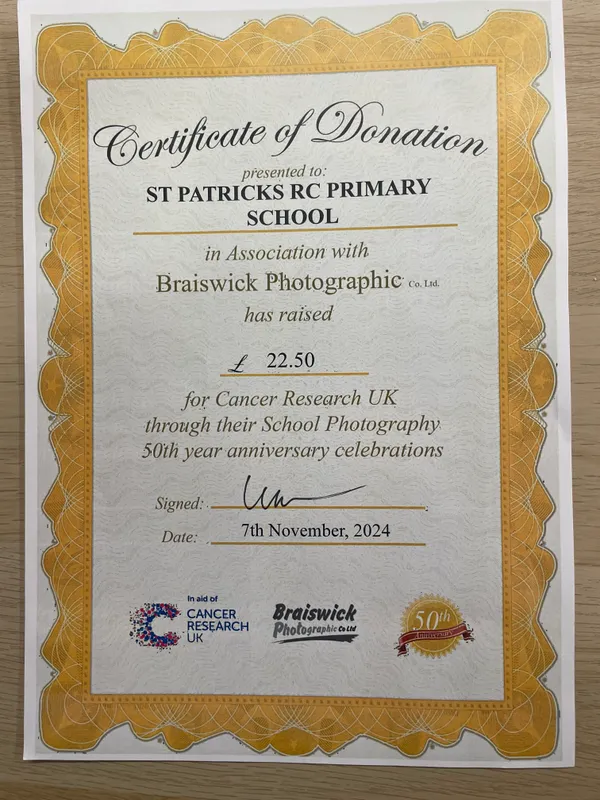 Certificate of Donation
presented to:
ST PATRICKS RC PRIMARY
SCHOOL
in Association with
Braiswick Photographic Co. Ltd.
has raised
£ 22.50
for Cancer Research UK
through their School Photography
50th year anniversary celebrations
Signed:
Date: 7th November, 2024
In aid of
CANCER
RESEARCH
UK
Braiswick
Photographic Co Ltd
50th
Anniversary